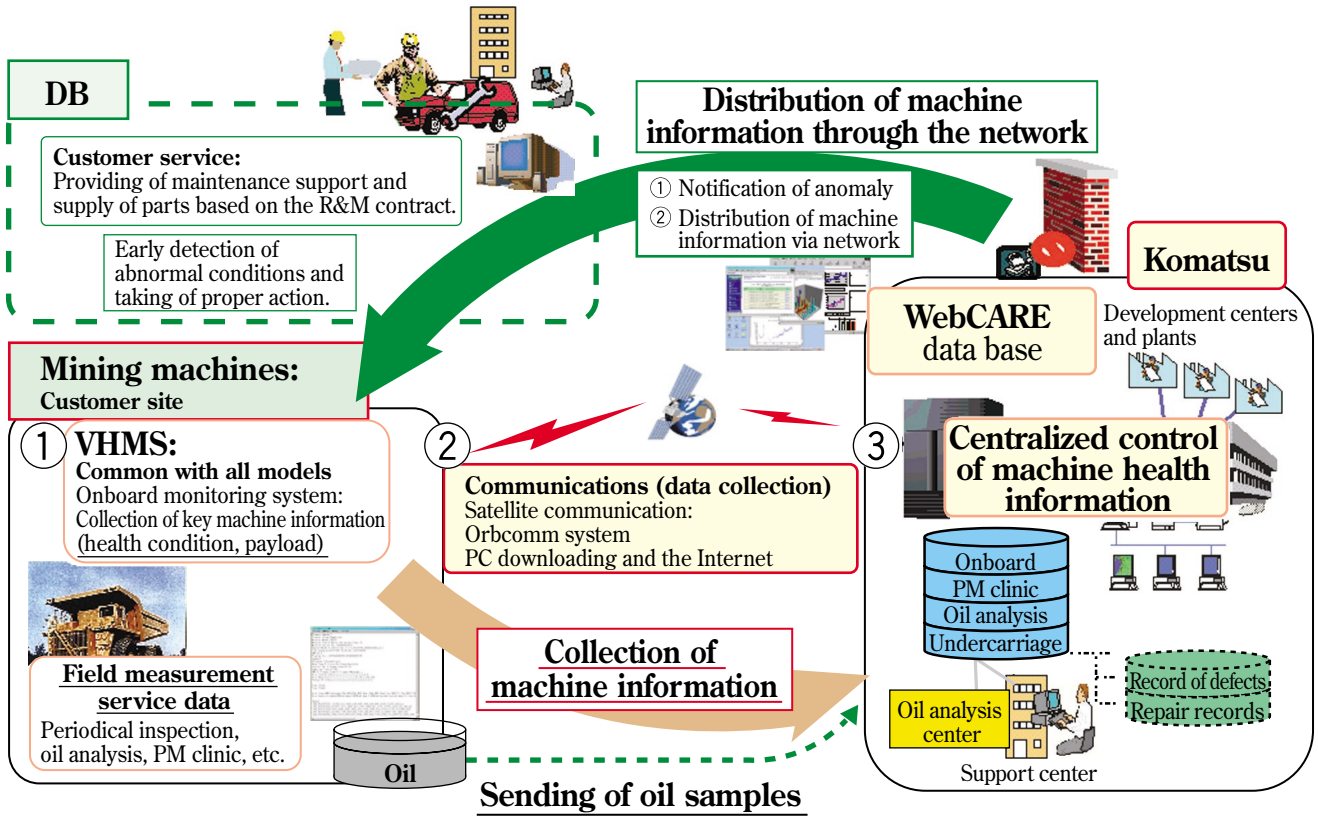 DB
Customer service:
Providing of maintenance support and
supply of parts based on the R&M contract.
Early detection of
abnormal conditions and
taking of proper action.
Distribution of machine
information through the network
① Notification of anomaly
② Distribution of machine
information via network
Komatsu
WebCARE
data base
Development centers
and plants
Mining machines:
Customer site
① VHMS:
Common with all models
Onboard monitoring system:
Collection of key machine information
(health condition, payload)
②
Communications (data collection)
Satellite communication:
Orbcomm system
PC downloading and the Internet
③
Centralized control
of machine health
information
Onboard
PM clinic
Oil analysis
Undercarriage
Record of defects
Repair records
Oil analysis
center
Support center
Field measurement
service data
Periodical inspection,
oil analysis, PM clinic, etc.
Oil
Collection of
machine information
Sending of oil samples